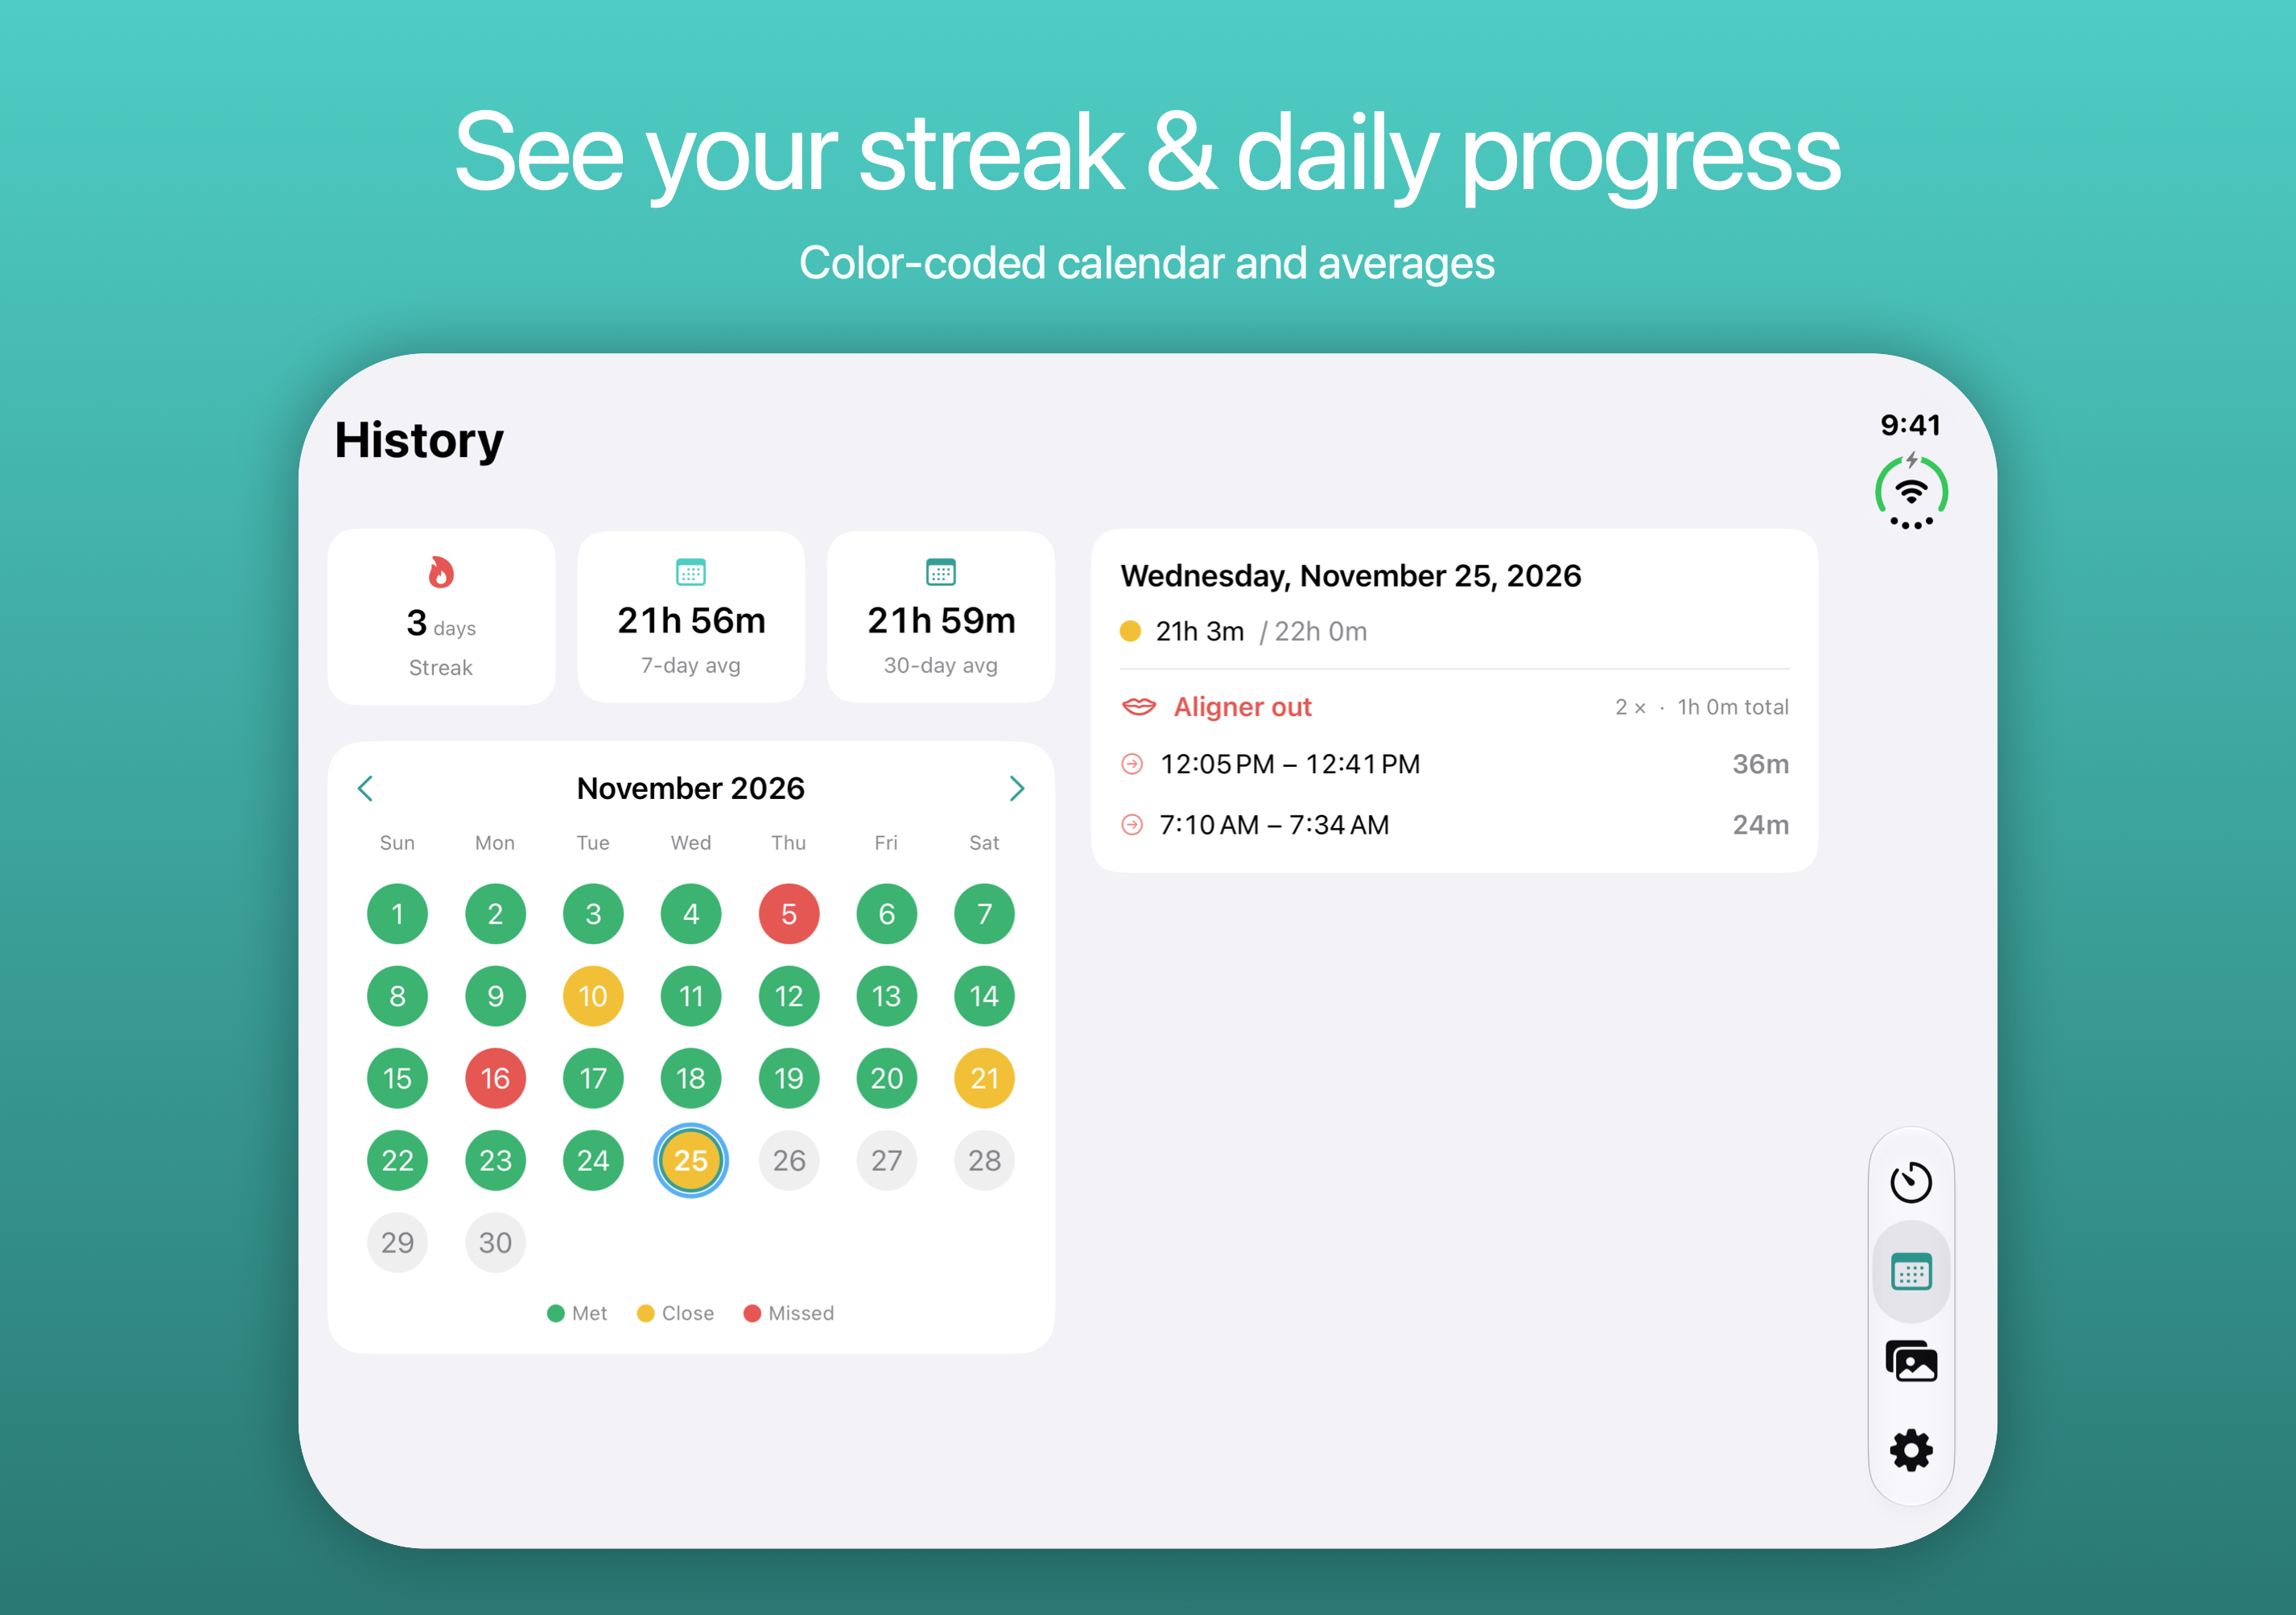 See your streak & daily progress
Color-coded calendar and averages
History
9:41
3 days
Streak
21h 56m
7-day avg
21h 59m
30-day avg
November 2026
Sun Mon Tue Wed Thu Fri Sat
1 2 3 4 5 6 7
8 9 10 11 12 13 14
15 16 17 18 19 20 21
22 23 24 25 26 27 28
29 30
Met Close Missed
Wednesday, November 25, 2026
21h 3m / 22h 0m
Aligner out 2 × · 1h 0m total
12:05 PM – 12:41 PM 36m
7:10 AM – 7:34 AM 24m